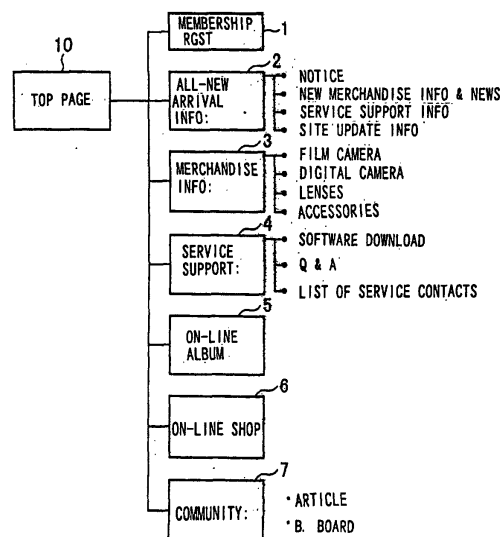 10
TOP PAGE
1
MEMBERSHIP
RGST
2
ALL-NEW
ARRIVAL
INFO:
NOTICE
NEW MERCHANDISE INFO & NEWS
SERVICE SUPPORT INFO
SITE UPDATE INFO
3
MERCHANDISE
INFO:
FILM CAMERA
DIGITAL CAMERA
LENSES
ACCESSORIES
4
SERVICE
SUPPORT:
SOFTWARE DOWNLOAD
Q & A
LIST OF SERVICE CONTACTS
5
ON-LINE
ALBUM
6
ON-LINE SHOP
7
COMMUNITY:
• ARTICLE
• B. BOARD